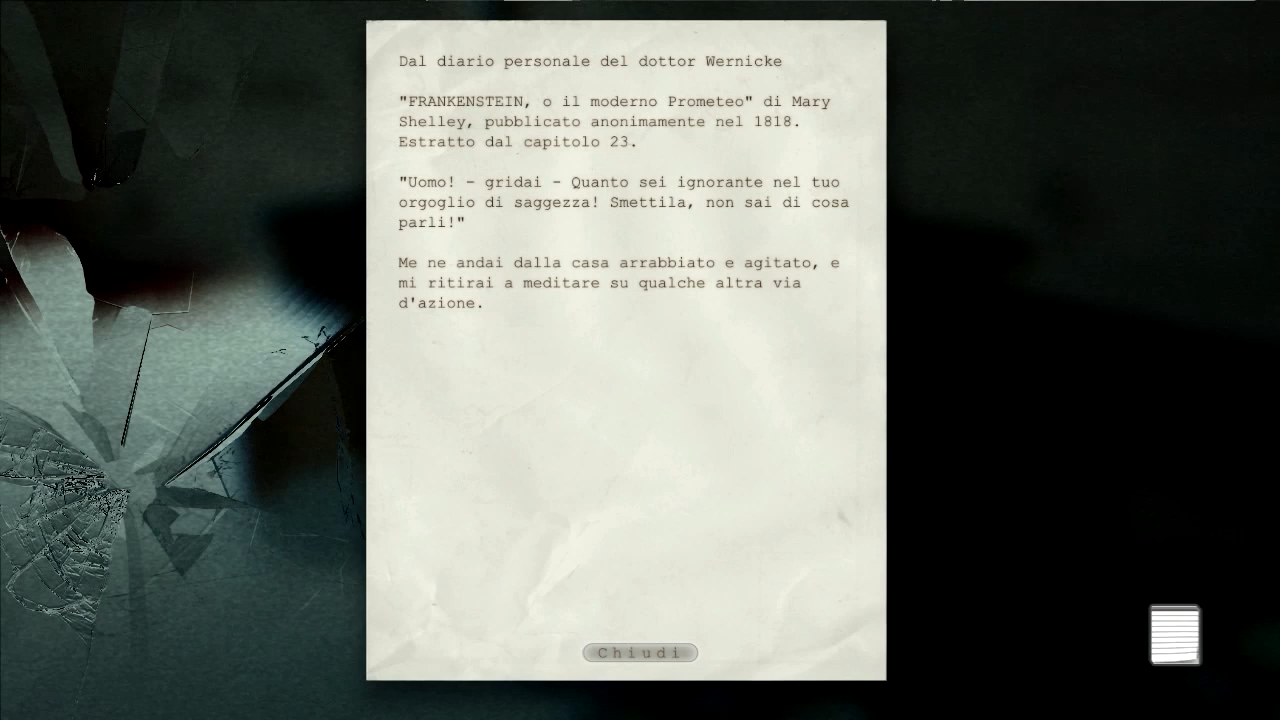 Dal diario personale del dottor Wernicke
"FRANKENSTEIN, o il moderno Prometeo" di Mary
Shelley, pubblicato anonimamente nel 1818.
Estratto dal capitolo 23.
"Uomo! - gridai - Quanto sei ignorante nel tuo
orgoglio di saggezza! Smettila, non sai di cosa
parli!"
Me ne andai dalla casa arrabbiato e agitato, e
mi ritirai a meditare su qualche altra via
d'azione.
Chiudi